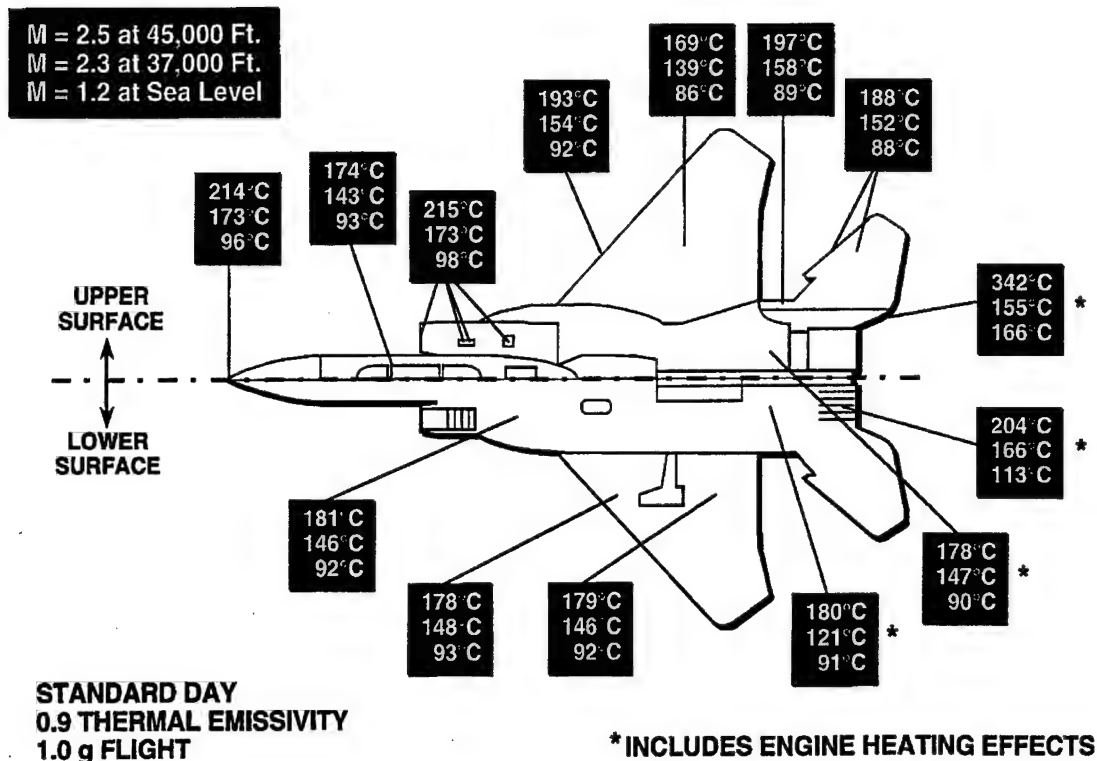 M = 2.5 at 45,000 Ft.
M = 2.3 at 37,000 Ft.
M = 1.2 at Sea Level
169°C
139°C
86°C
197°C
158°C
89°C
193°C
154°C
92°C
188°C
152°C
88°C
174°C
143°C
93°C
214°C
173°C
96°C
215°C
173°C
98°C
342°C
155°C *
166°C
UPPER
SURFACE
LOWER
SURFACE
204°C
166°C *
113°C
181°C
146°C
92°C
178°C
147°C *
90°C
178°C
148°C
93°C
179°C
146°C
92°C
180°C
121°C *
91°C
STANDARD DAY
0.9 THERMAL EMISSIVITY
1.0 g FLIGHT
*INCLUDES ENGINE HEATING EFFECTS